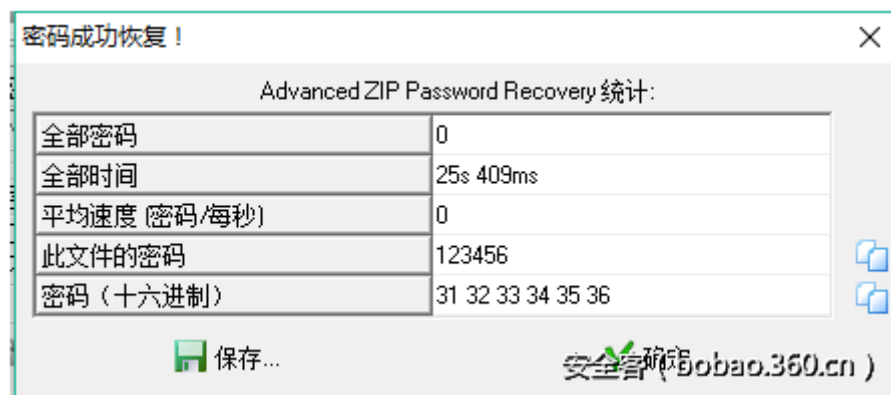 密码成功恢复！
Advanced ZIP Password Recovery 统计:
全部密码 0
全部时间 25s 409ms
平均速度 (密码/每秒) 0
此文件的密码 123456
密码（十六进制） 31 32 33 34 35 36
保存... 确定
安全客（bobao.360.cn）